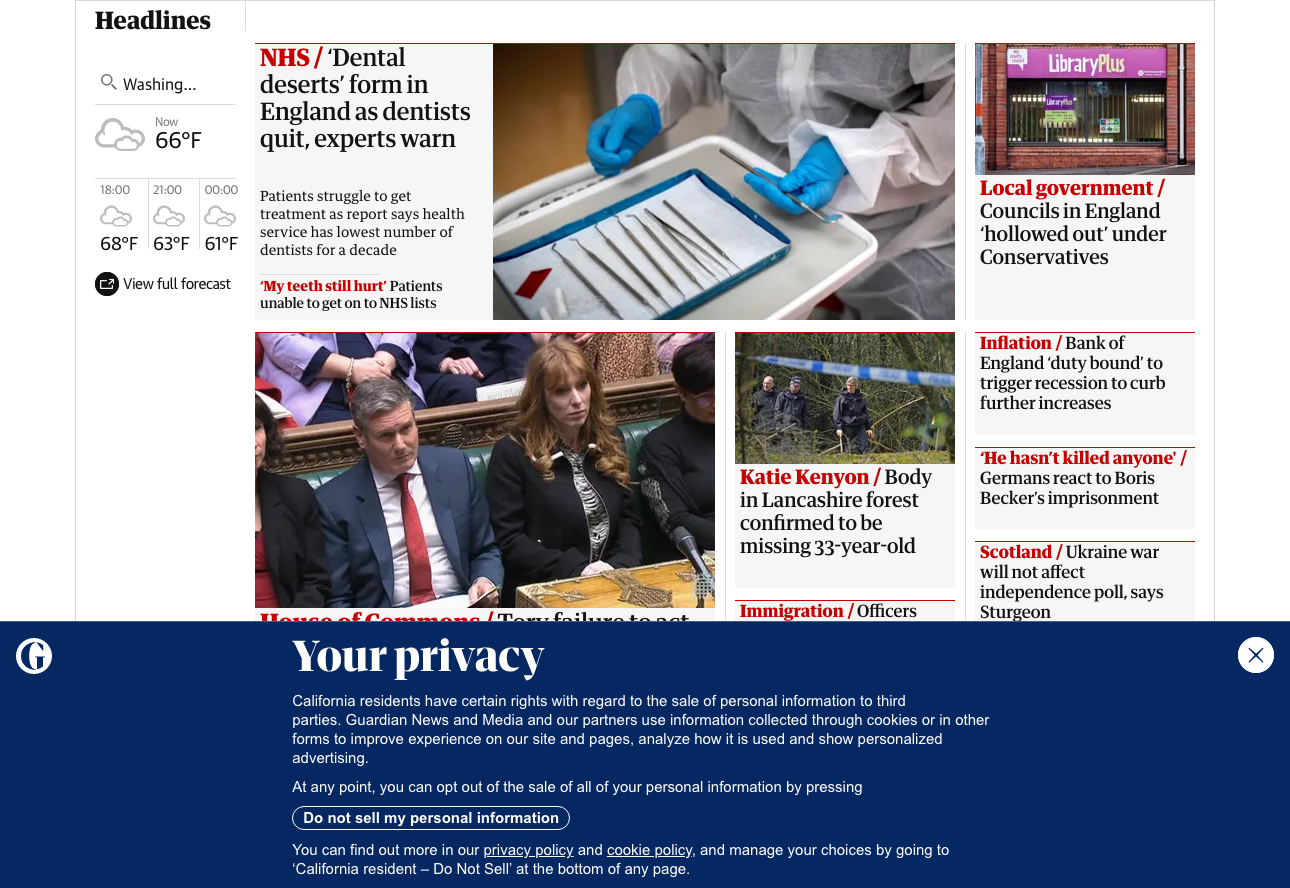 Headlines
Washing...
Now
66°F
18:00
21:00
00:00
68°F
63°F
61°F
View full forecast
NHS / ‘Dental
deserts’ form in
England as dentists
quit, experts warn
Patients struggle to get
treatment as report says health
service has lowest number of
dentists for a decade
‘My teeth still hurt’ Patients
unable to get on to NHS lists
LibraryPlus
LibraryPlus
Local government /
Councils in England
‘hollowed out’ under
Conservatives
House of Commons / Tory failure to act
Katie Kenyon / Body
in Lancashire forest
confirmed to be
missing 33-year-old
Immigration / Officers
Inflation / Bank of
England ‘duty bound’ to
trigger recession to curb
further increases
‘He hasn’t killed anyone' /
Germans react to Boris
Becker’s imprisonment
Scotland / Ukraine war
will not affect
independence poll, says
Sturgeon
Your privacy
California residents have certain rights with regard to the sale of personal information to third
parties. Guardian News and Media and our partners use information collected through cookies or in other
forms to improve experience on our site and pages, analyze how it is used and show personalized
advertising.
At any point, you can opt out of the sale of all of your personal information by pressing
Do not sell my personal information
You can find out more in our privacy policy and cookie policy, and manage your choices by going to
‘California resident – Do Not Sell’ at the bottom of any page.